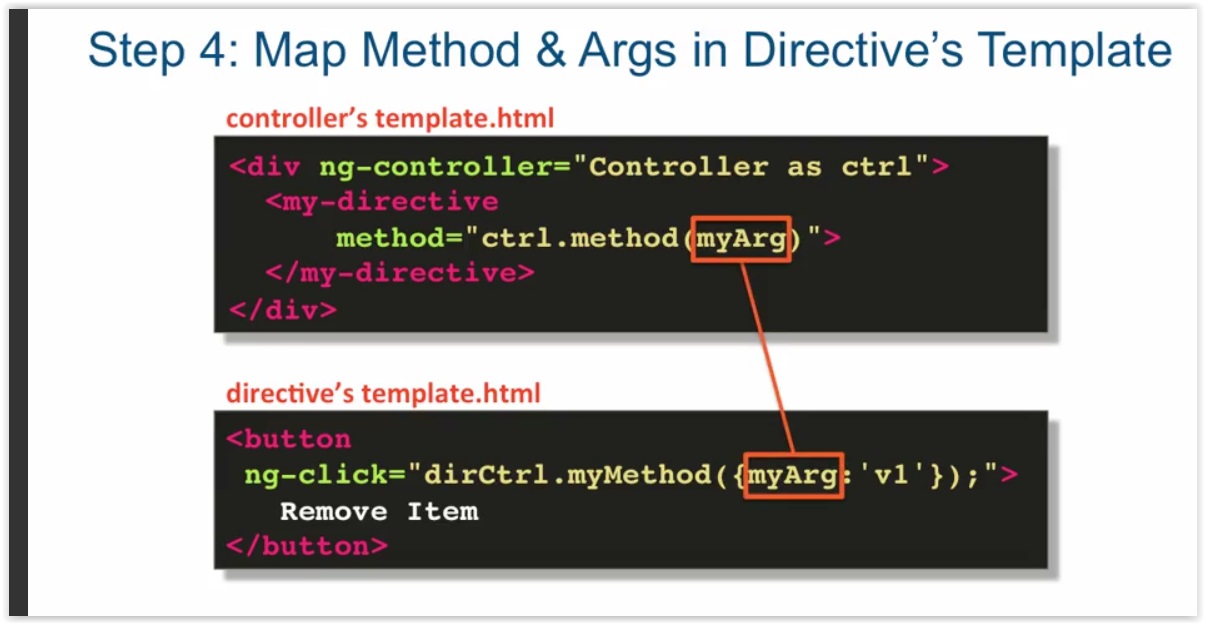 Step 4: Map Method & Args in Directive’s Template
controller’s template.html
<div ng-controller="Controller as ctrl">
<my-directive
method="ctrl.method(myArg)">
</my-directive>
</div>
directive’s template.html
<button
ng-click="dirCtrl.myMethod({myArg:'v1'});">
Remove Item
</button>